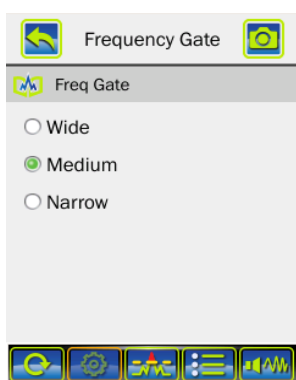 Frequency Gate
Freq Gate
Wide
Medium
Narrow